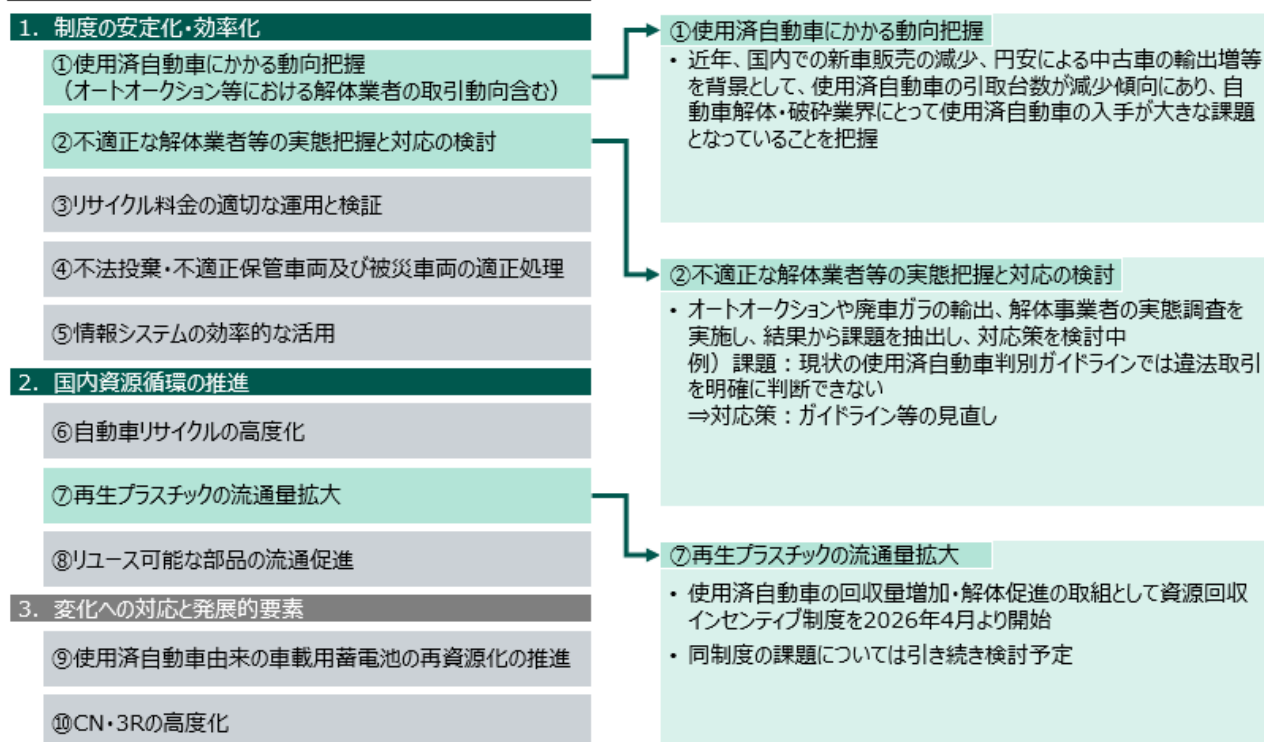 1. 制度の安定化・効率化
①使用済自動車にかかる動向把握
（オートオークション等における解体業者の取引動向含む）
②不適正な解体業者等の実態把握と対応の検討
③リサイクル料金の適切な運用と検証
④不法投棄・不適正保管車両及び被災車両の適正処理
⑤情報システムの効率的な活用
2. 国内資源循環の推進
⑥自動車リサイクルの高度化
⑦再生プラスチックの流通量拡大
⑧リユース可能な部品の流通促進
3. 変化への対応と発展的要素
⑨使用済自動車由来の車載用蓄電池の再資源化の推進
⑩CN・3Rの高度化
①使用済自動車にかかる動向把握
• 近年、国内での新車販売の減少、円安による中古車の輸出増等
を背景として、使用済自動車の引取台数が減少傾向にあり、自
動車解体・破砕業界にとって使用済自動車の入手が大きな課題
となっていることを把握
②不適正な解体業者等の実態把握と対応の検討
• オートオークションや廃車ガラの輸出、解体事業者の実態調査を
実施し、結果から課題を抽出し、対応策を検討中
例）課題：現状の使用済自動車判別ガイドラインでは違法取引
を明確に判断できない
⇒対応策：ガイドライン等の見直し
⑦再生プラスチックの流通量拡大
• 使用済自動車の回収量増加・解体促進の取組として資源回収
インセンティブ制度を2026年4月より開始
• 同制度の課題については引き続き検討予定